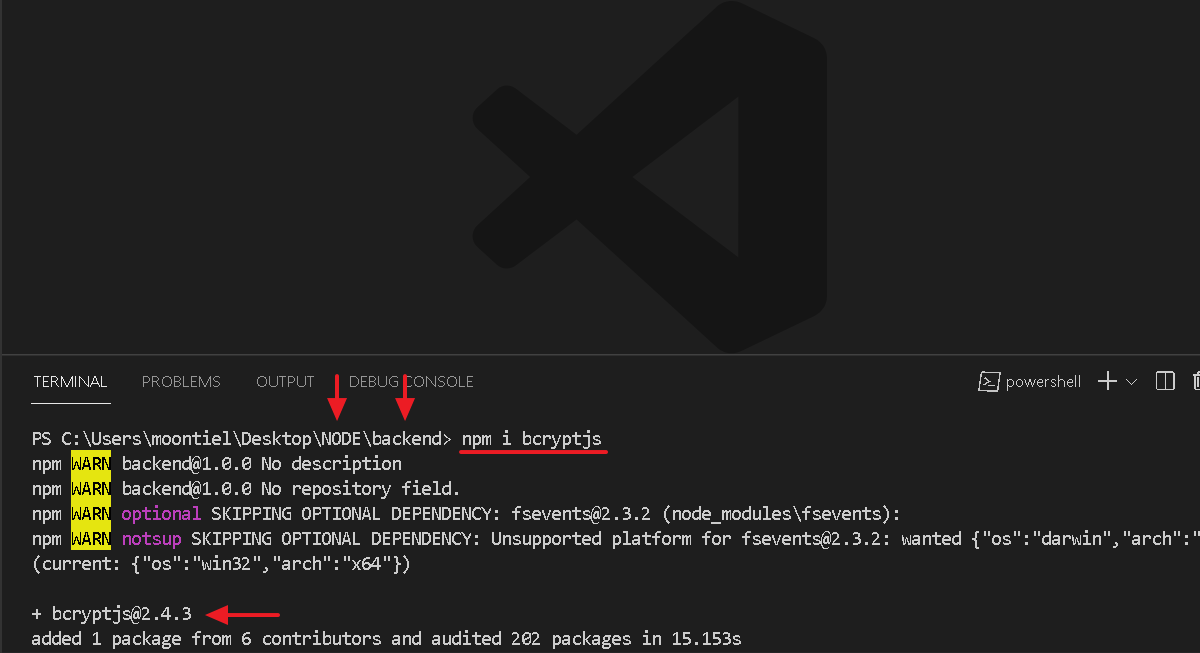 TERMINAL PROBLEMS OUTPUT DEBUG CONSOLE powershell
PS C:\Users\moontiel\Desktop\NODE\backend> npm i bcryptjs
npm WARN backend@1.0.0 No description
npm WARN backend@1.0.0 No repository field.
npm WARN optional SKIPPING OPTIONAL DEPENDENCY: fsevents@2.3.2 (node_modules\fsevents):
npm WARN notsup SKIPPING OPTIONAL DEPENDENCY: Unsupported platform for fsevents@2.3.2: wanted {"os":"darwin","arch":"
(current: {"os":"win32","arch":"x64"})
+ bcryptjs@2.4.3
added 1 package from 6 contributors and audited 202 packages in 15.153s